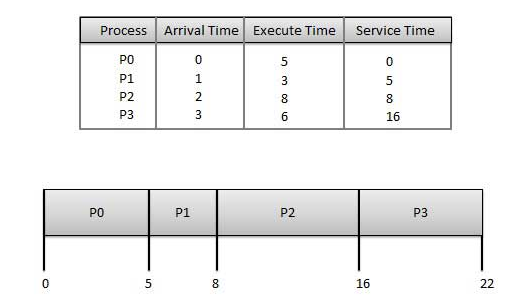 Process Arrival Time Execute Time Service Time
P0 0 5 0
P1 1 3 5
P2 2 8 8
P3 3 6 16
P0 P1 P2 P3
0 5 8 16 22